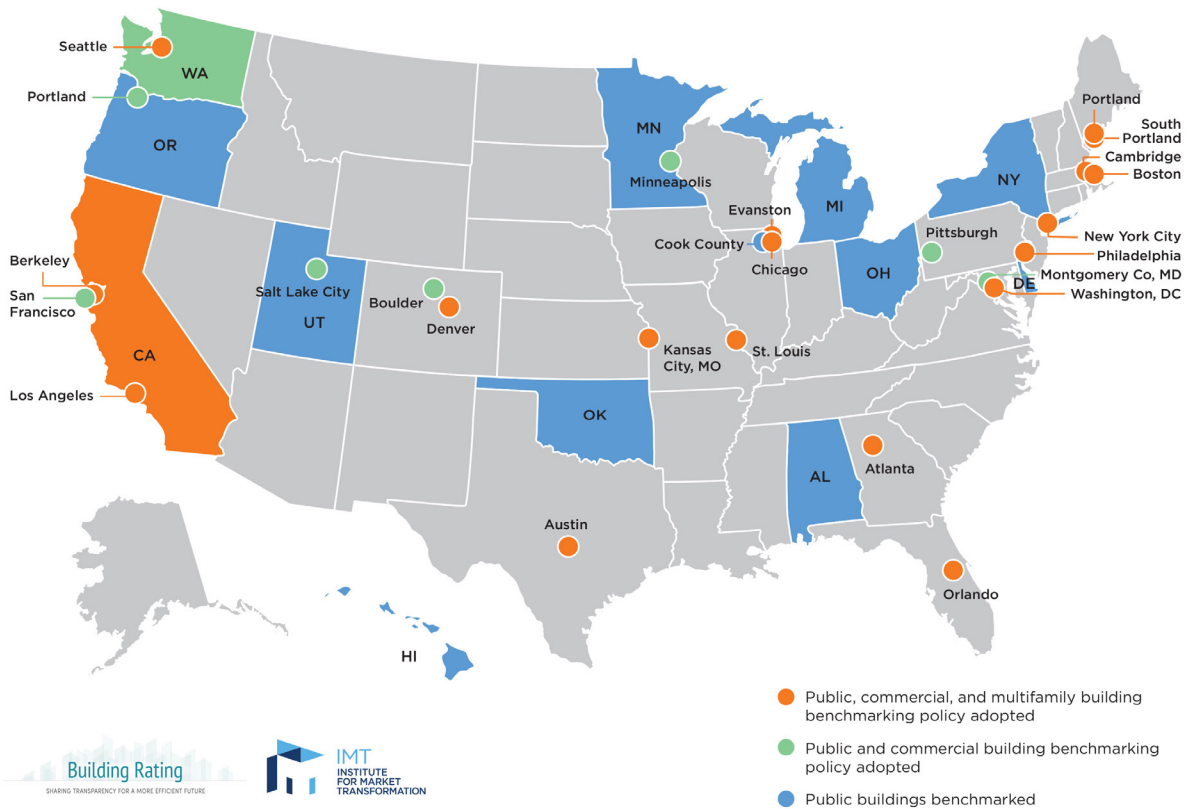 Seattle
WA
Portland
OR
MN
Minneapolis
Portland
South
Portland
Cambridge
Boston
NY
MI
Evanston
Cook County
Chicago
Pittsburgh
New York City
Philadelphia
Montgomery Co, MD
DE
Washington, DC
OH
Berkeley
San
Francisco
Salt Lake City
UT
Boulder
Denver
CA
Los Angeles
Kansas
City, MO
St. Louis
OK
AL
Atlanta
Austin
Orlando
HI
Public, commercial, and multifamily building
benchmarking policy adopted
Public and commercial building benchmarking
policy adopted
Public buildings benchmarked
Building Rating
SHARING TRANSPARENCY FOR A MORE EFFICIENT FUTURE
IMT
INSTITUTE
FOR MARKET
TRANSFORMATION